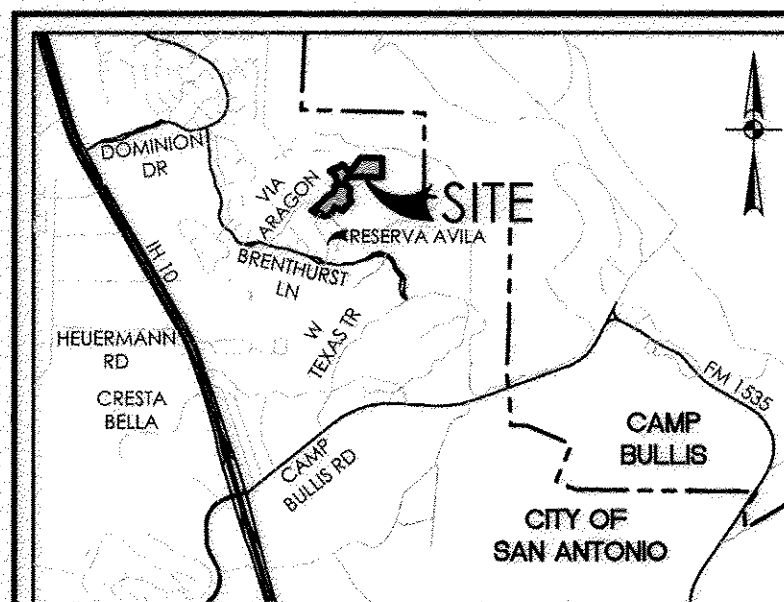 DOMINION
DR
VIA
ARAGON
SITE
RESERVA AVILA
BRENTHURST
LN
IH 10
W
TEXAS TR
HEUERMANN
RD
CRESTA
BELLA
FM 1535
CAMP
BULLIS
CAMP
BULLIS RD
CITY OF
SAN ANTONIO